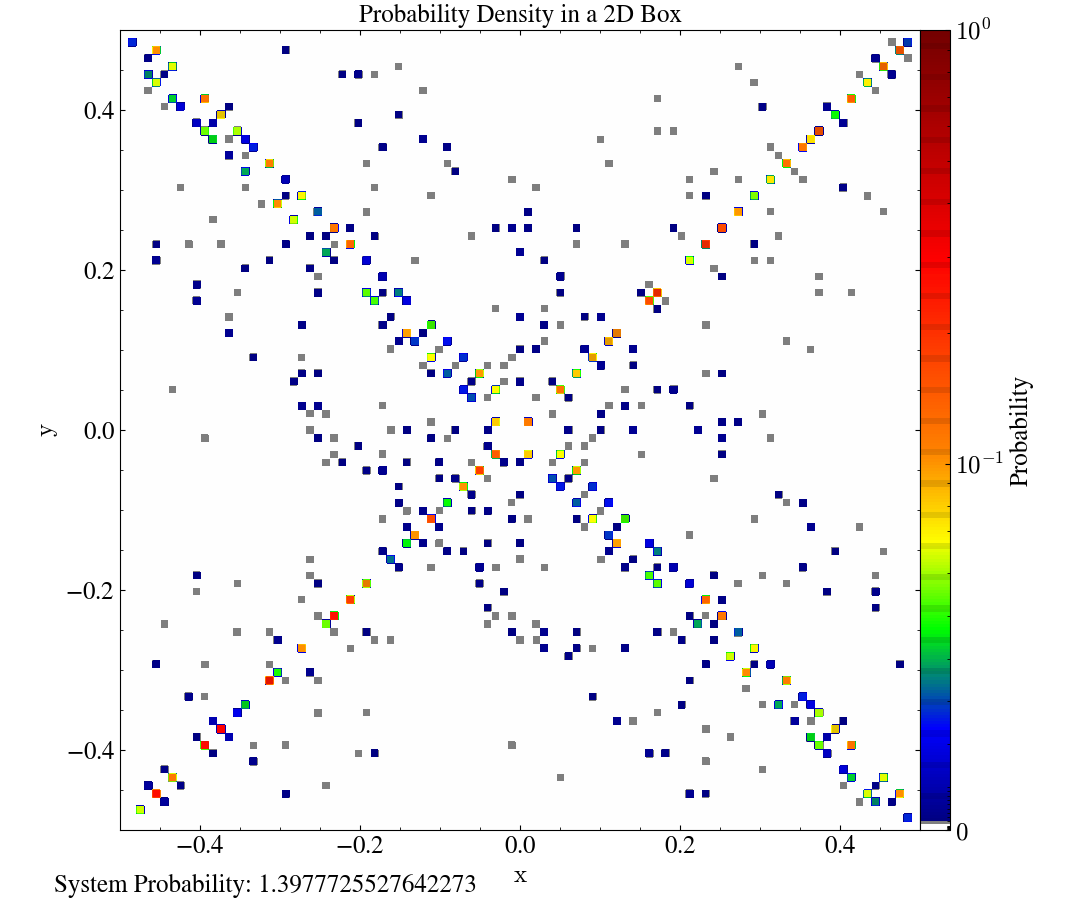 Probability Density in a 2D Box
10^0
0.4
0.2
0.0
−0.2
−0.4
y
10^−1
0
Probability
−0.4 −0.2 0.0 0.2 0.4
x
System Probability: 1.3977725527642273